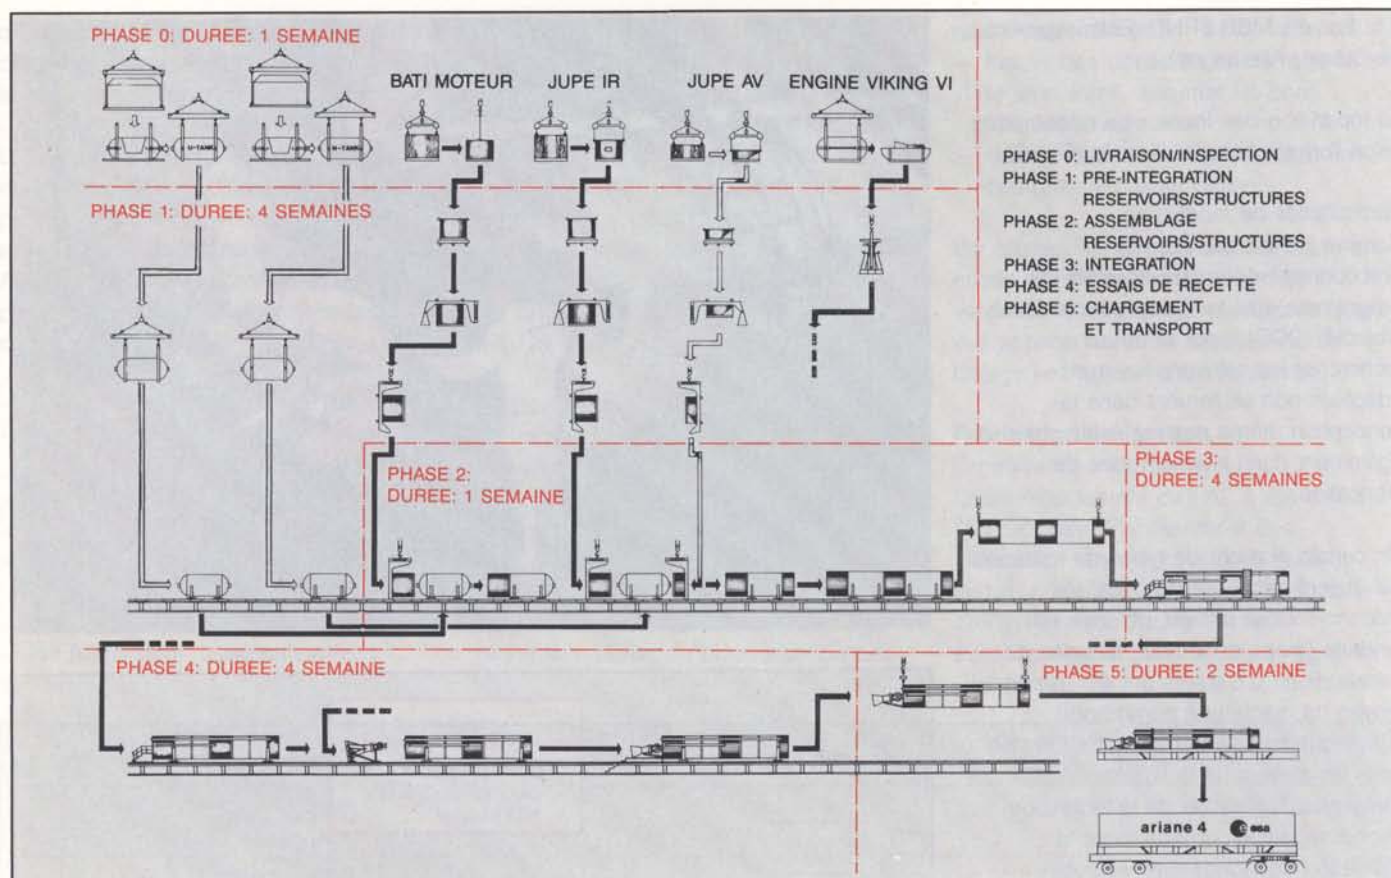 PHASE 0: DUREE: 1 SEMAINE
BATI MOTEUR
JUPE IR
JUPE AV
ENGINE VIKING VI
PHASE 0: LIVRAISON/INSPECTION
PHASE 1: PRE-INTEGRATION
RESERVOIRS/STRUCTURES
PHASE 2: ASSEMBLAGE
RESERVOIRS/STRUCTURES
PHASE 3: INTEGRATION
PHASE 4: ESSAIS DE RECETTE
PHASE 5: CHARGEMENT
ET TRANSPORT
PHASE 1: DUREE: 4 SEMAINES
PHASE 2:
DUREE: 1 SEMAINE
PHASE 3:
DUREE: 4 SEMAINES
PHASE 4: DUREE: 4 SEMAINE
PHASE 5: DUREE: 2 SEMAINE
ariane 4
esa